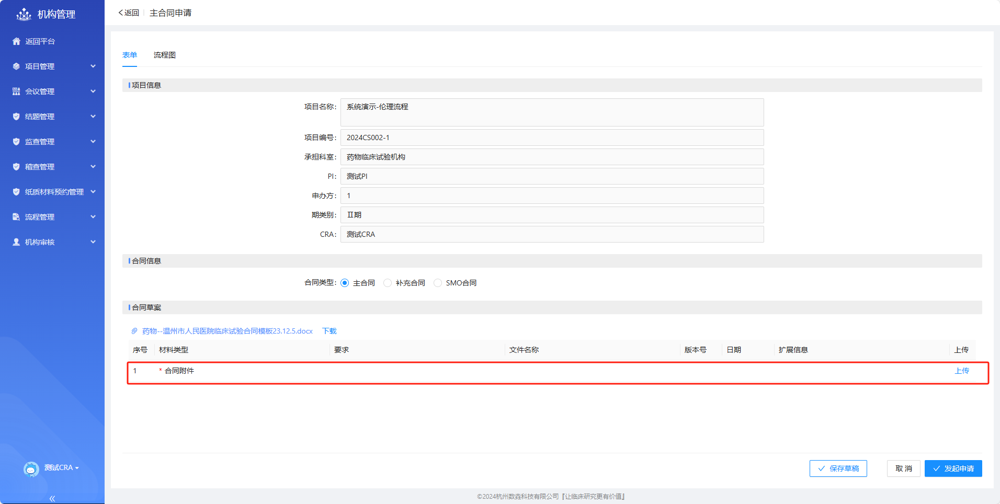 机构管理
返回 主合同申请
返回平台
项目管理
会议管理
结题管理
监查管理
稽查管理
纸质材料预约管理
流程管理
机构审核
测试CRA
表单 流程图
项目信息
项目名称: 系统演示-伦理流程
项目编号: 2024CS002-1
承担科室: 药物临床试验机构
PI: 测试PI
申办方: 1
期类别: Ⅱ期
CRA: 测试CRA
合同信息
合同类型: 主合同 补充合同 SMO合同
合同草案
药物--温州市人民医院临床试验合同模板23.12.5.docx 下载
序号 材料类型 要求 文件名称 版本号 日期 扩展信息 上传
1 * 合同附件 上传
保存草稿 取 消 发起申请
©2024杭州数垚科技有限公司『让临床研究更有价值』